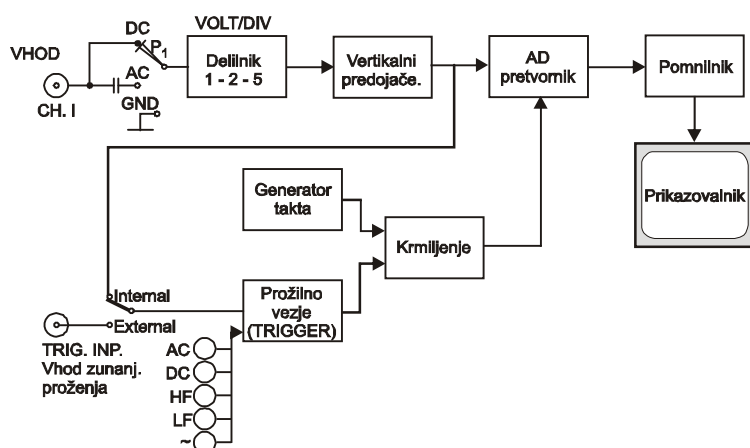 VOLT/DIV
VHOD
DC
P1
AC
GND
CH. I
Delilnik
1 - 2 - 5
Vertikalni
predojače.
AD
pretvornik
Pomnilnik
Prikazovalnik
Generator
takta
Krmiljenje
Internal
External
Prožilno
vezje
(TRIGGER)
TRIG. INP.
Vhod zunanj.
proženja
AC
DC
HF
LF
~